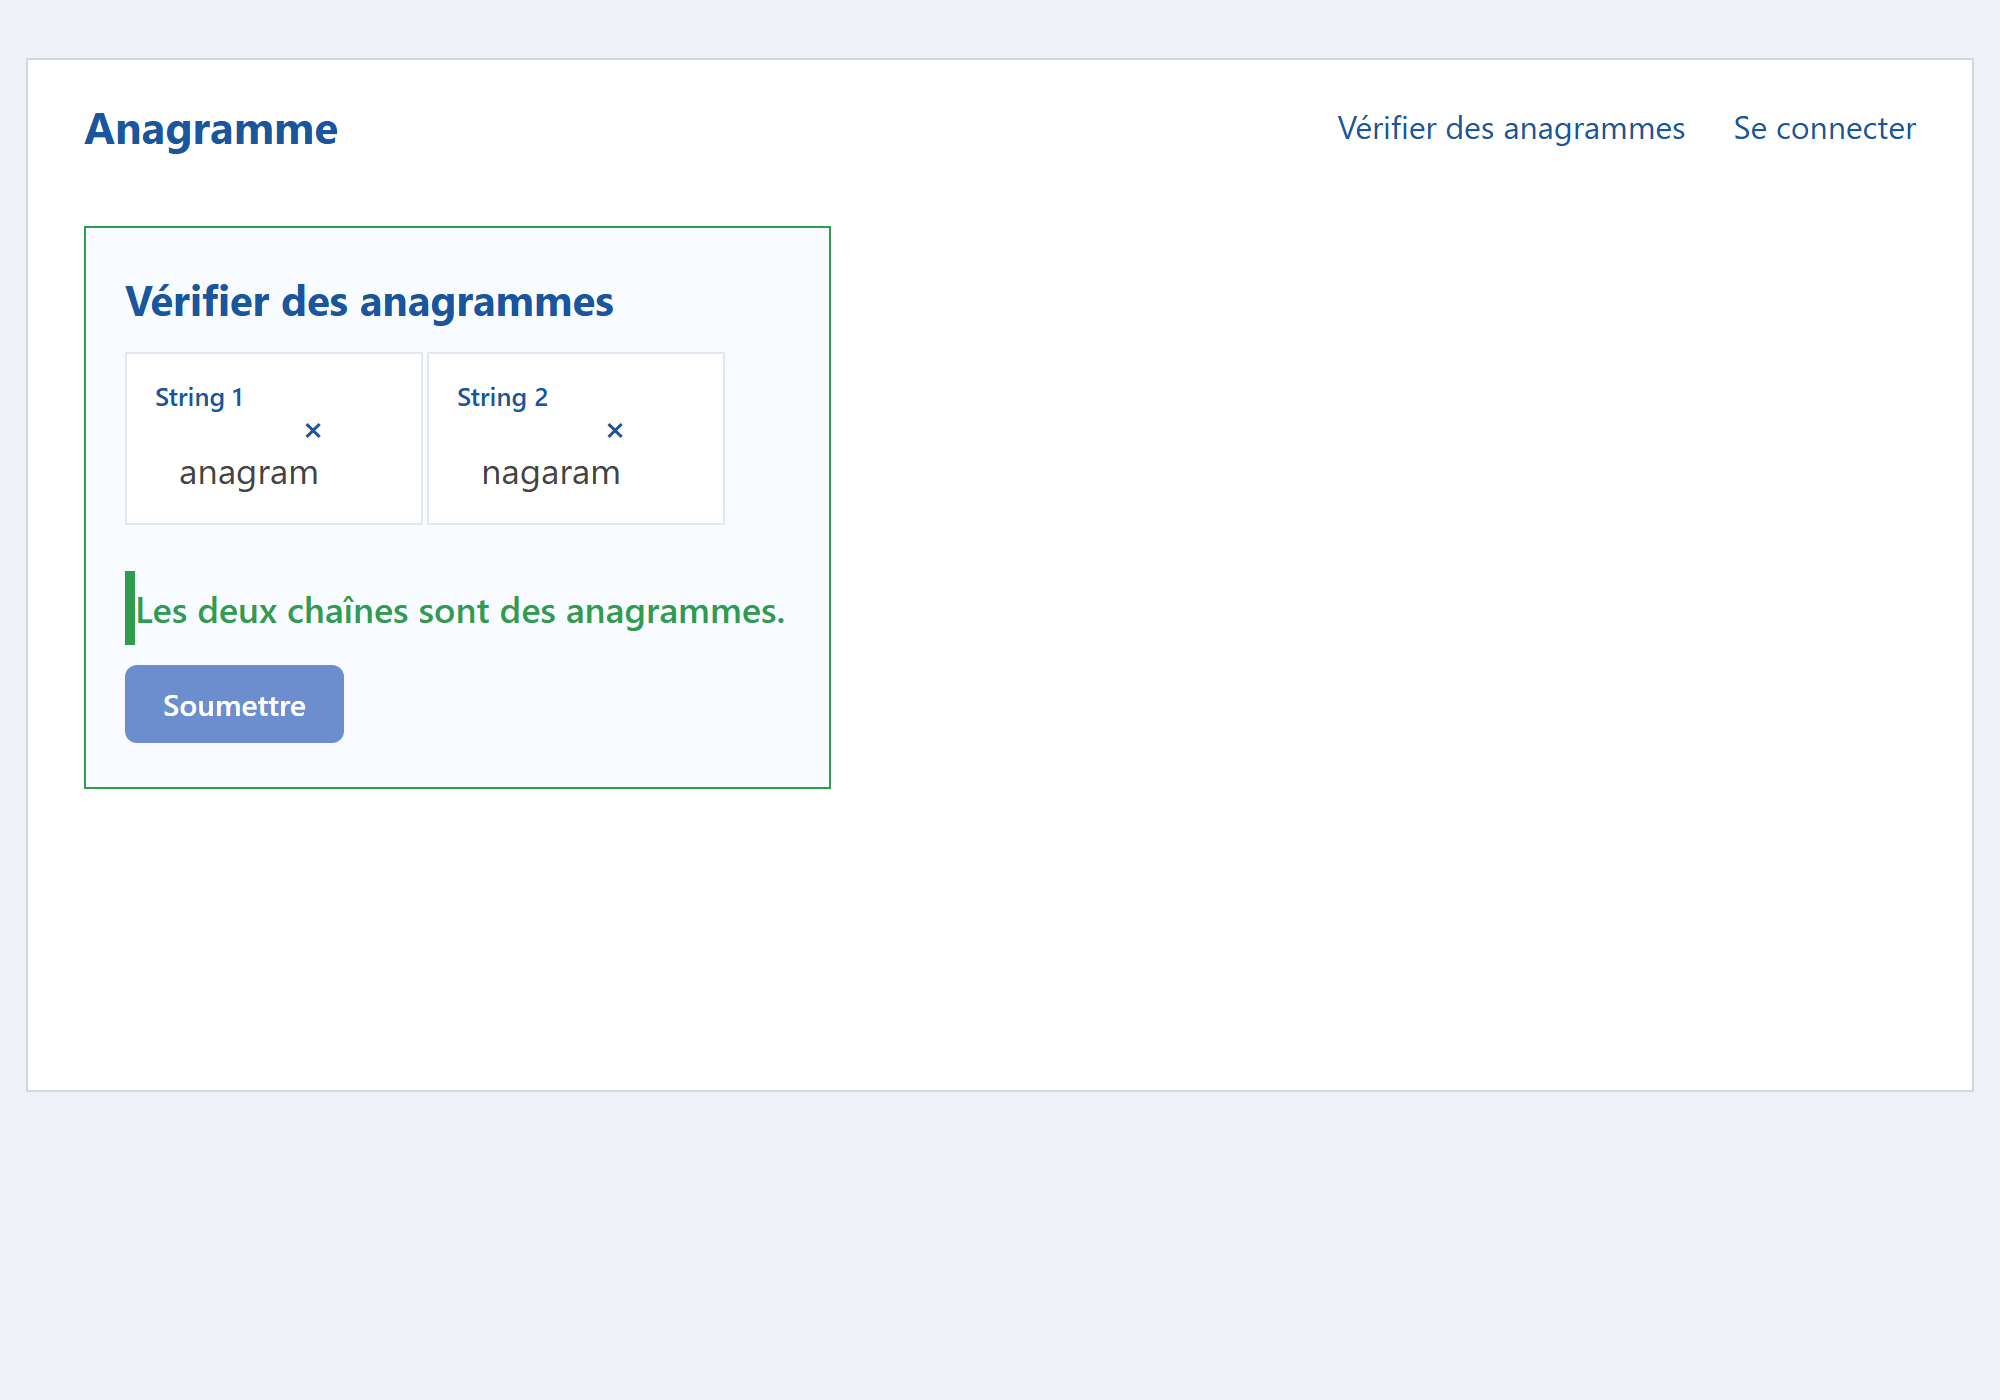 Anagramme
Vérifier des anagrammes Se connecter
Vérifier des anagrammes
String 1
×
anagram
String 2
×
nagaram
Les deux chaînes sont des anagrammes.
Soumettre